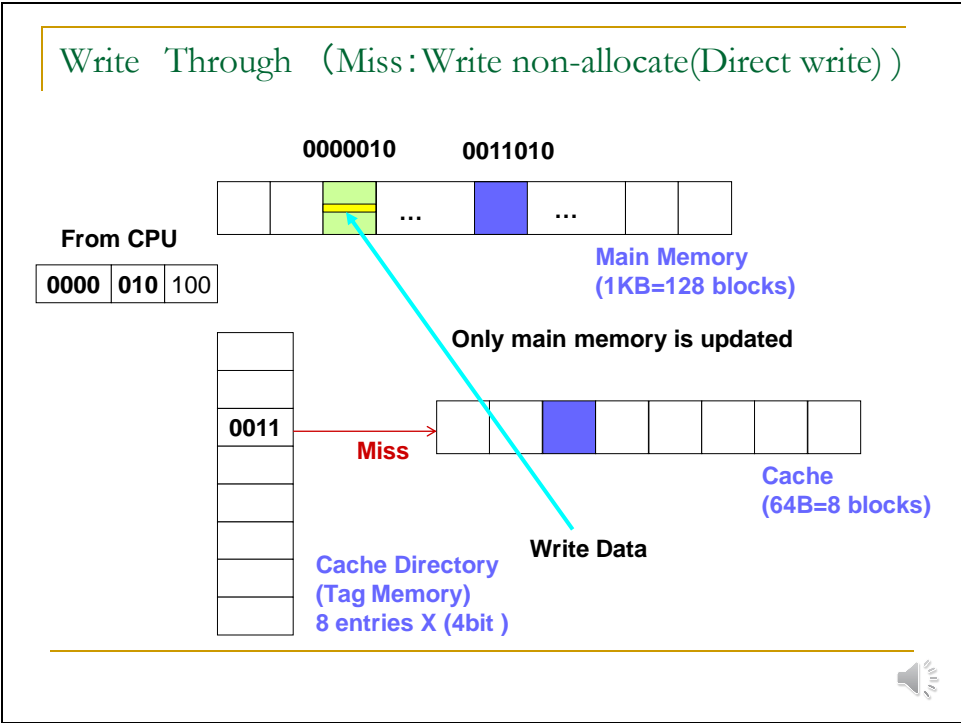 Write Through （Miss：Write non-allocate(Direct write) )
0000010 0011010
… …
From CPU
0000 010 100
Main Memory
(1KB=128 blocks)
Only main memory is updated
0011
Miss
Cache
(64B=8 blocks)
Write Data
Cache Directory
(Tag Memory)
8 entries X (4bit )